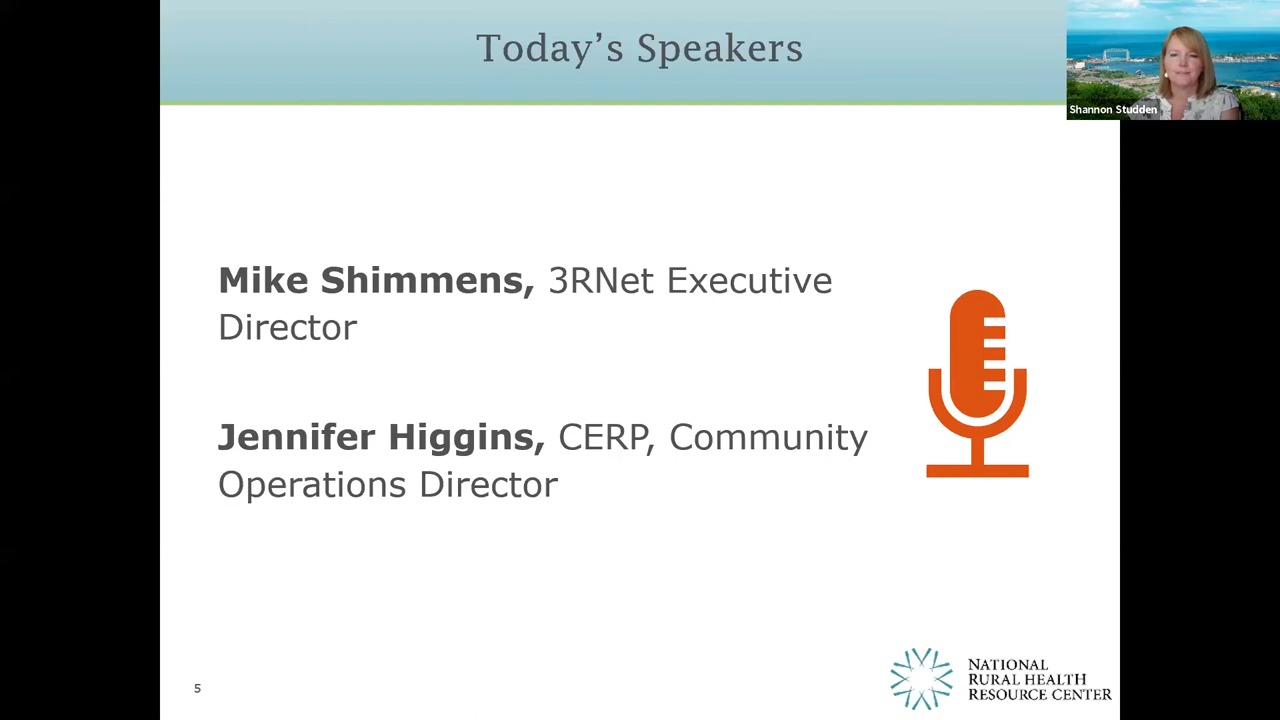 Today's Speakers
Shannon Studden
Mike Shimmens, 3RNet Executive
Director
Jennifer Higgins, CERP, Community
Operations Director
5
NATIONAL
RURAL HEALTH
RESOURCE CENTER